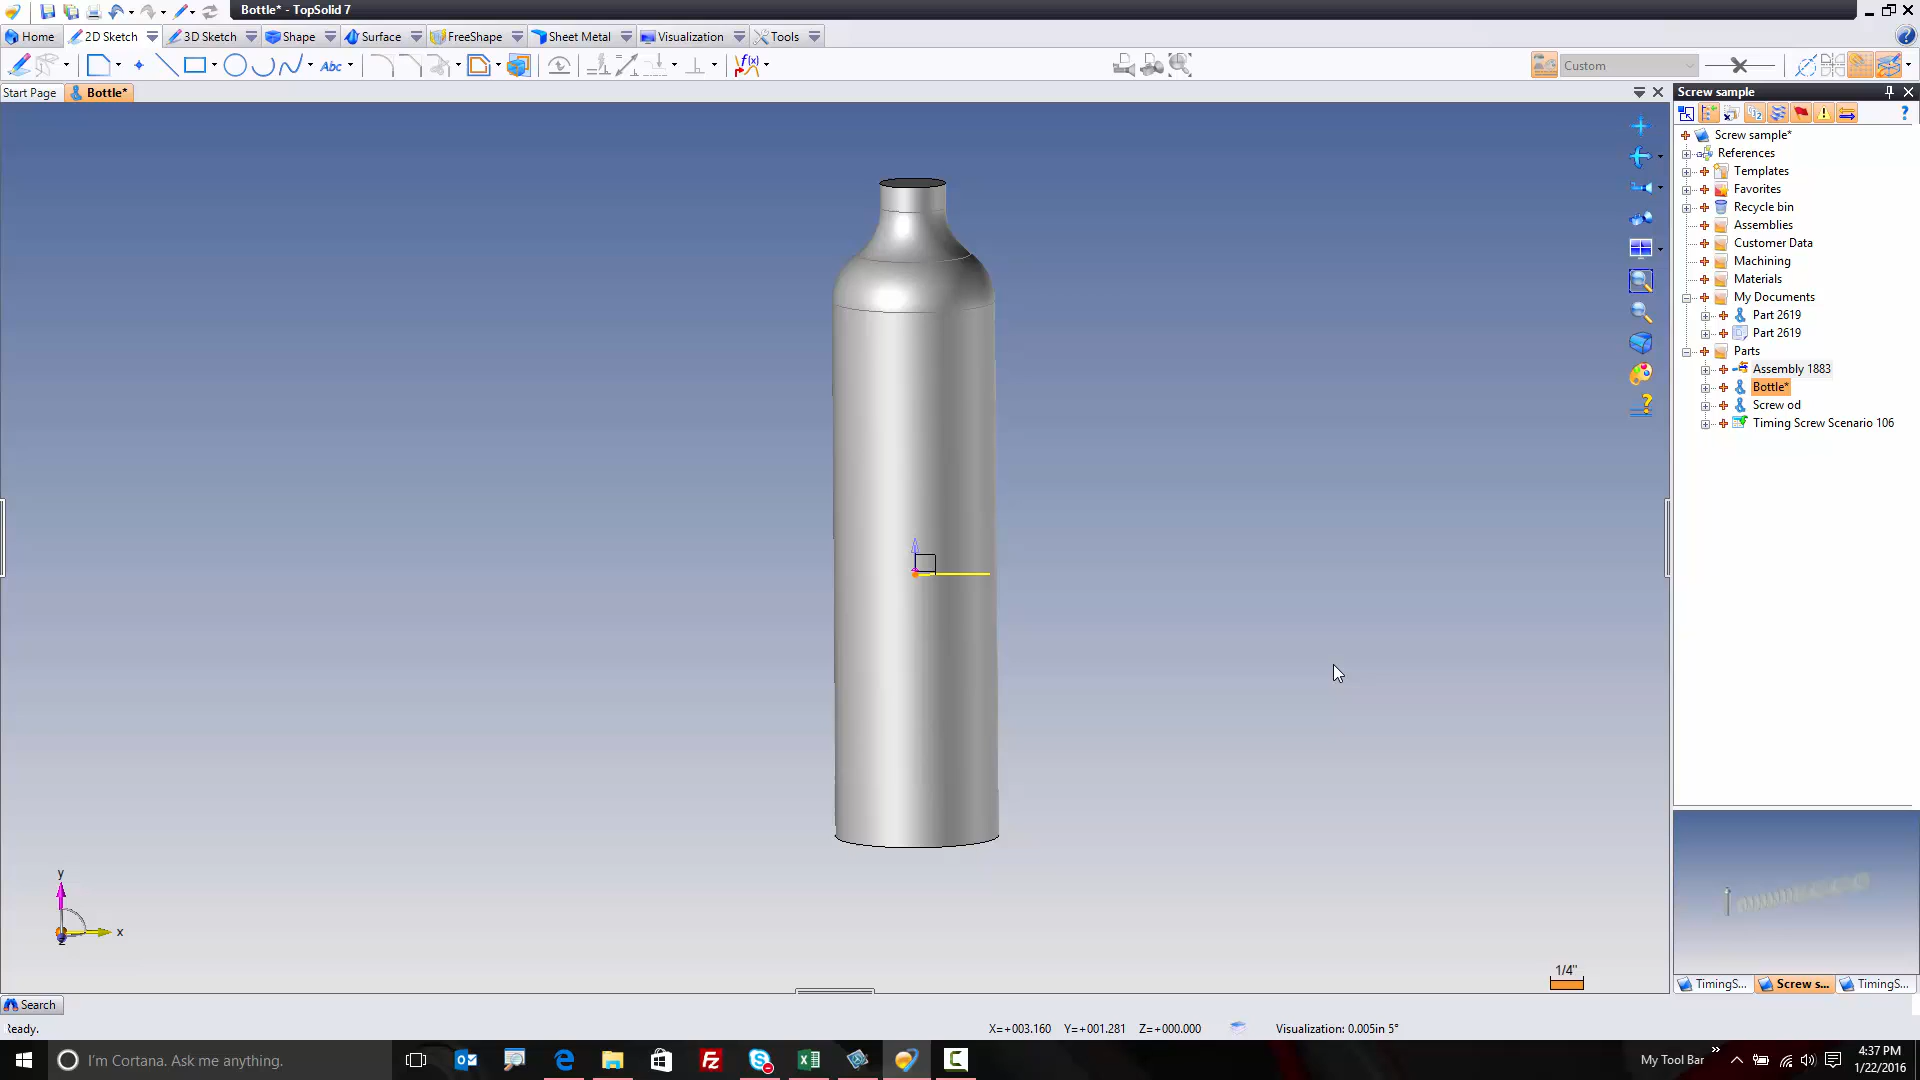 Bottle* - TopSolid 7
Home
2D Sketch
3D Sketch
Shape
Surface
FreeShape
Sheet Metal
Visualization
Tools
Abc
f(x)
Custom
Start Page
Bottle*
Screw sample
Screw sample*
References
Templates
Favorites
Recycle bin
Assemblies
Customer Data
Machining
Materials
My Documents
Part 2619
Part 2619
Parts
Assembly 1883
Bottle*
Screw od
Timing Screw Scenario 106
y
x
z
1/4"
TimingS...
Screw s...
TimingS...
Search
Ready.
X=+003.160 Y=+001.281 Z=+000.000
Visualization: 0.005in 5°
I'm Cortana. Ask me anything.
My Tool Bar
4:37 PM
1/22/2016